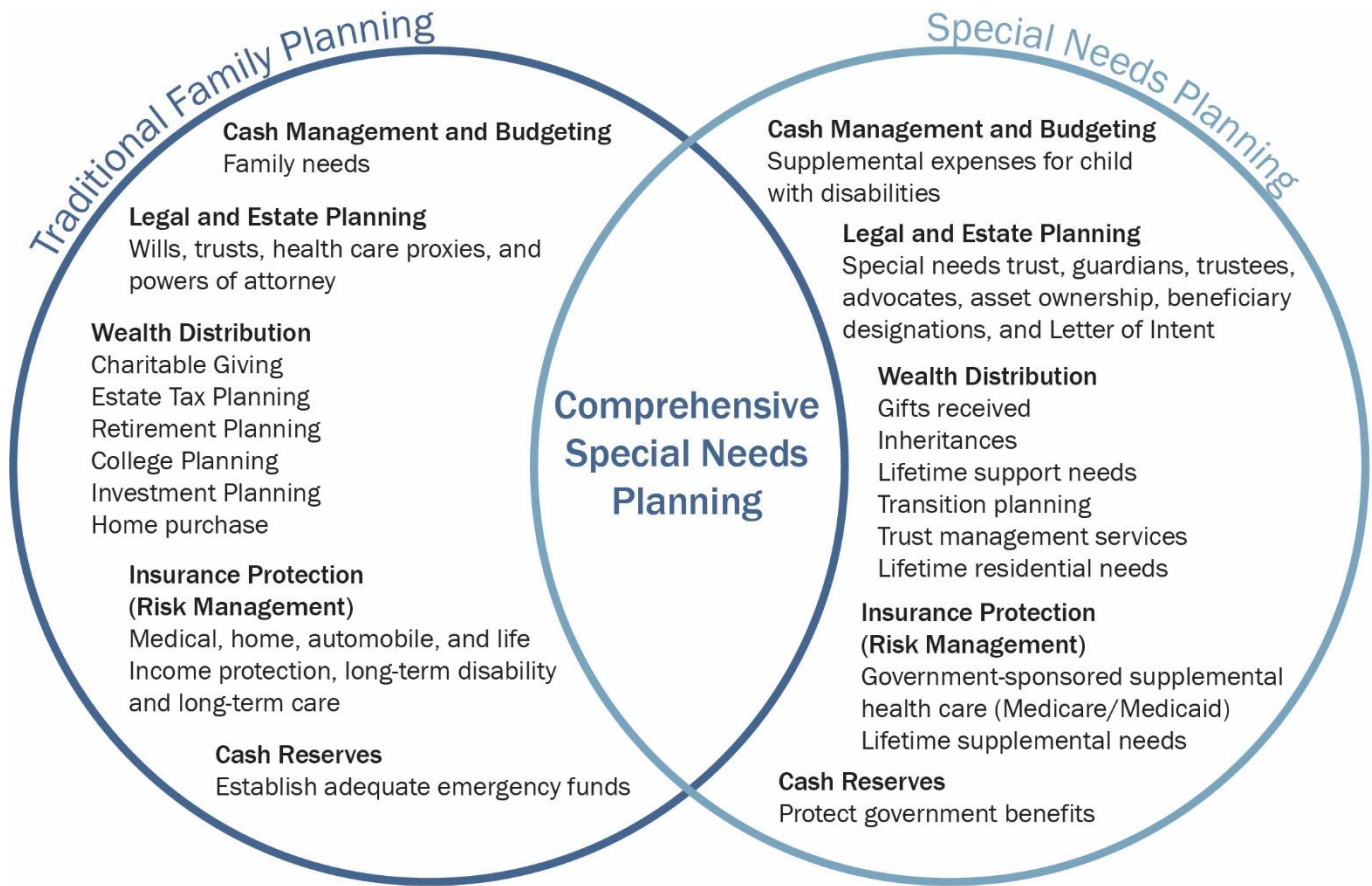 Traditional Family Planning
Cash Management and Budgeting
Family needs
Legal and Estate Planning
Wills, trusts, health care proxies, and
powers of attorney
Wealth Distribution
Charitable Giving
Estate Tax Planning
Retirement Planning
College Planning
Investment Planning
Home purchase
Insurance Protection
(Risk Management)
Medical, home, automobile, and life
Income protection, long-term disability
and long-term care
Cash Reserves
Establish adequate emergency funds
Comprehensive
Special Needs
Planning
Special Needs Planning
Cash Management and Budgeting
Supplemental expenses for child
with disabilities
Legal and Estate Planning
Special needs trust, guardians, trustees,
advocates, asset ownership, beneficiary
designations, and Letter of Intent
Wealth Distribution
Gifts received
Inheritances
Lifetime support needs
Transition planning
Trust management services
Lifetime residential needs
Insurance Protection
(Risk Management)
Government-sponsored supplemental
health care (Medicare/Medicaid)
Lifetime supplemental needs
Cash Reserves
Protect government benefits